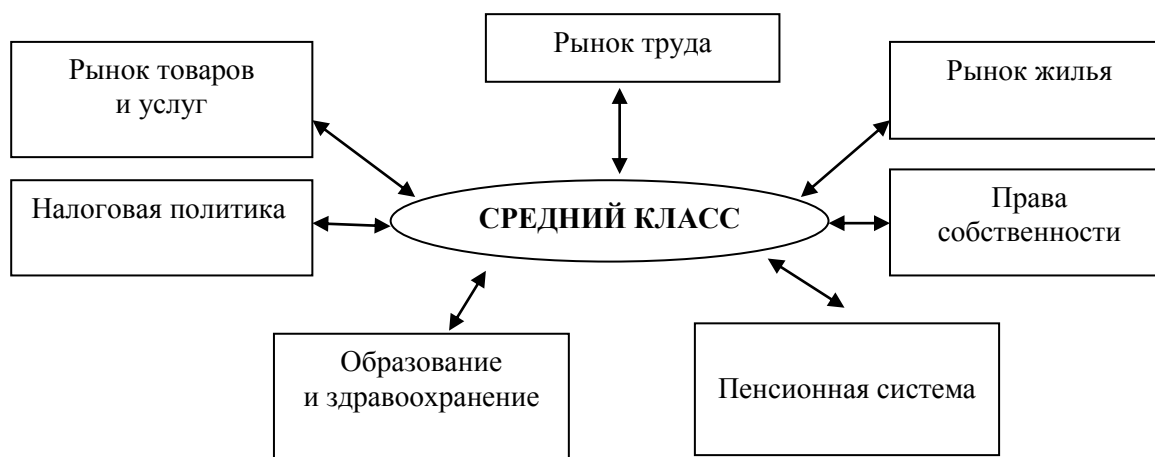 Рынок товаров
и услуг
Рынок труда
Рынок жилья
Налоговая политика
СРЕДНИЙ КЛАСС
Права
собственности
Образование
и здравоохранение
Пенсионная система